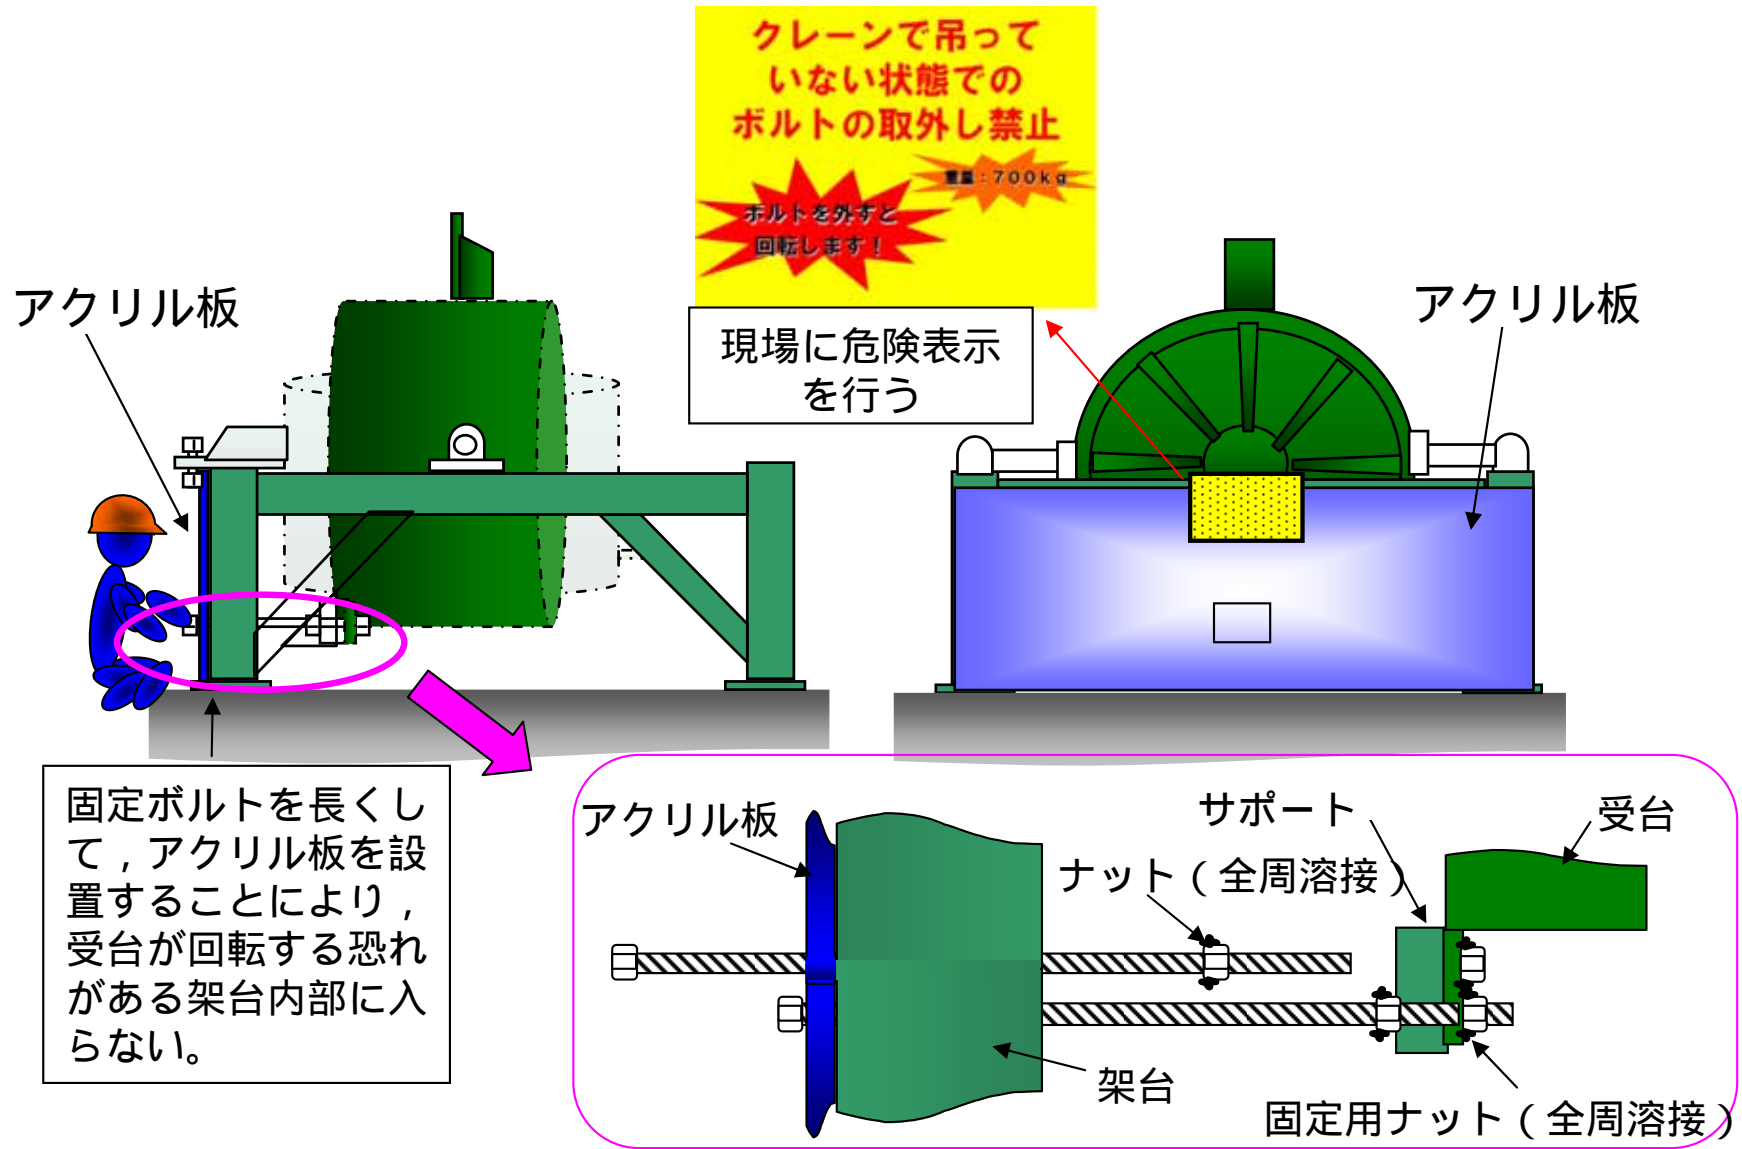 クレーンで吊って
いない状態での
ボルトの取外し禁止
重量：７００ｋｇ
ボルトを外すと
回転します！
現場に危険表示
を行う
アクリル板
アクリル板
固定ボルトを長くし
て，アクリル板を設
置することにより，
受台が回転する恐れ
がある架台内部に入
らない。
アクリル板
サポート
受台
ナット（全周溶接）
架台
固定用ナット（全周溶接）